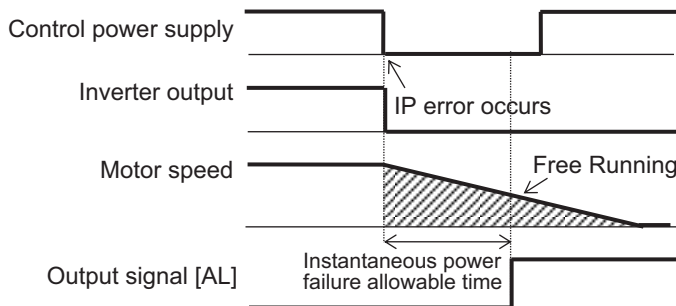 Control power supply
IP error occurs
Inverter output
Motor speed
Free Running
Instantaneous power
failure allowable time
Output signal [AL]